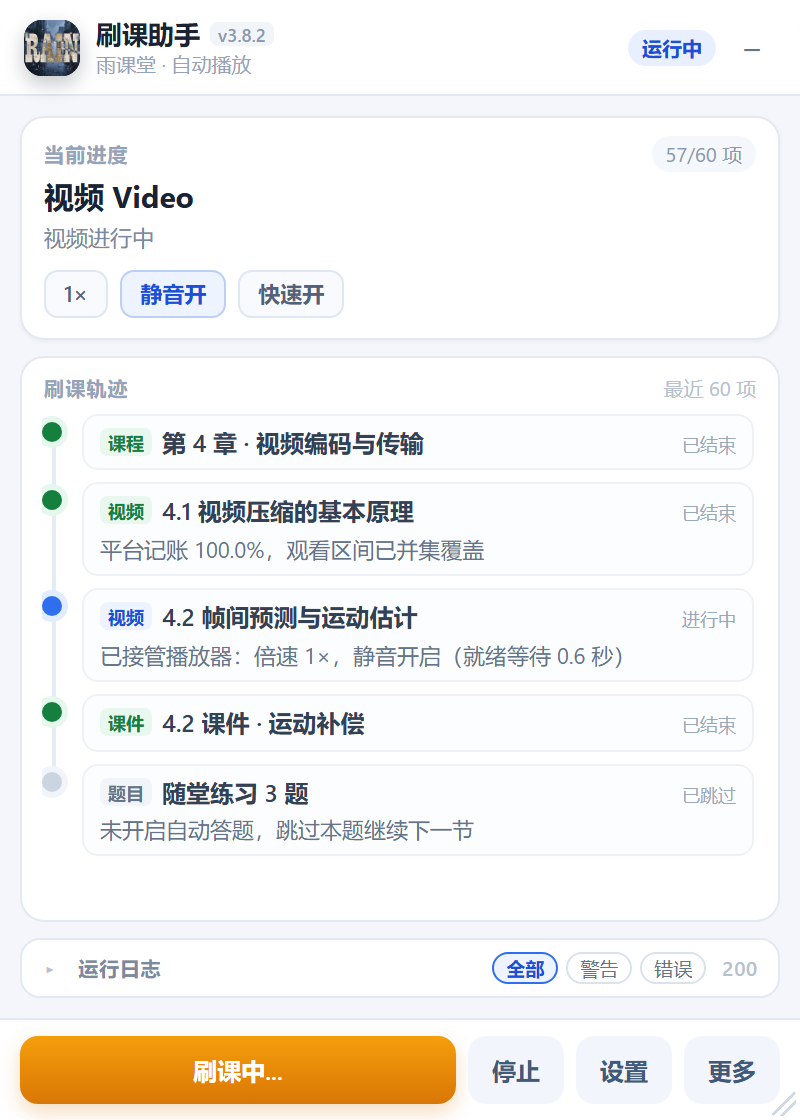 RAIN
刷课助手 v3.8.2
雨课堂 · 自动播放
运行中
当前进度
57/60 项
视频 Video
视频进行中
1×
静音开
快速开
刷课轨迹
最近 60 项
课程 第 4 章 · 视频编码与传输 已结束
视频 4.1 视频压缩的基本原理 已结束
平台记账 100.0%，观看区间已并集覆盖
视频 4.2 帧间预测与运动估计 进行中
已接管播放器：倍速 1×，静音开启（就绪等待 0.6 秒）
课件 4.2 课件 · 运动补偿 已结束
题目 随堂练习 3 题 已跳过
未开启自动答题，跳过本题继续下一节
运行日志
全部 警告 错误 200
刷课中...
停止
设置
更多